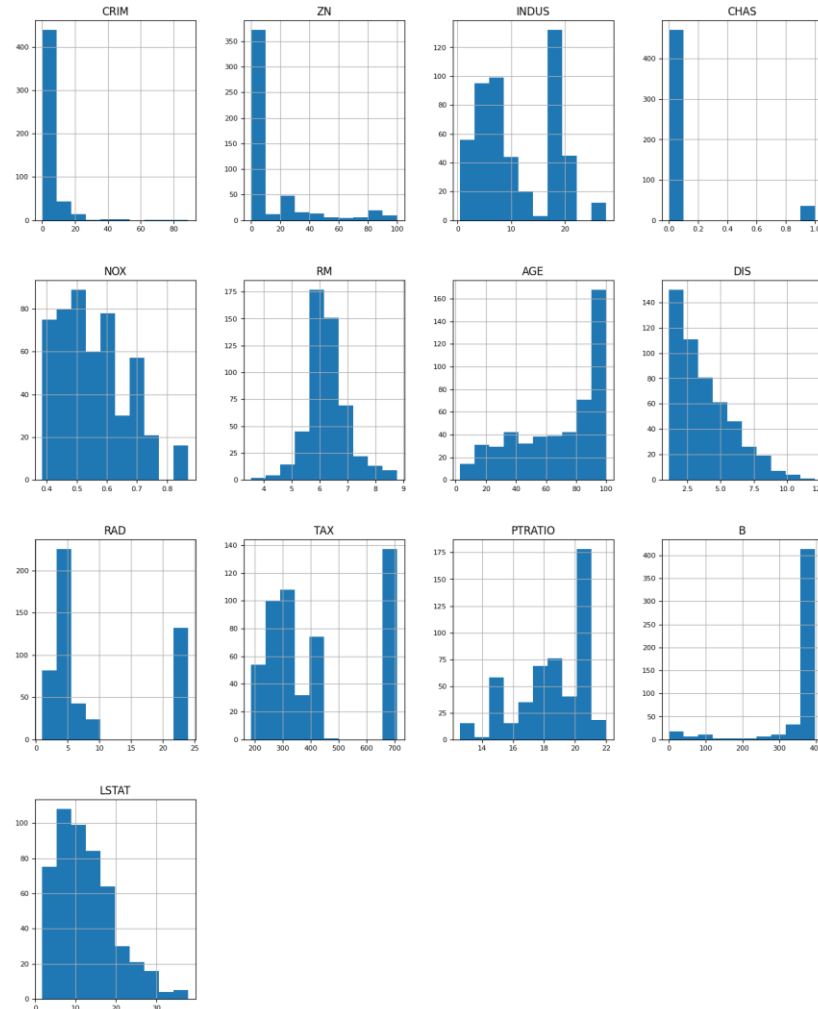 CRIM ZN INDUS CHAS
400 300 200 100 0
350 300 250 200 150 100 50 0
120 100 80 60 40 20 0
400 300 200 100 0
0 20 40 60 80
0 20 40 60 80 100
0 10 20
0.0 0.2 0.4 0.6 0.8 1.0
NOX RM AGE DIS
80 60 40 20 0
175 150 125 100 75 50 25 0
160 140 120 100 80 60 40 20 0
140 120 100 80 60 40 20 0
0.4 0.5 0.6 0.7 0.8
4 5 6 7 8 9
0 20 40 60 80 100
2.5 5.0 7.5 10.0
RAD TAX PTRATIO B
200 150 100 50 0
140 120 100 80 60 40 20 0
175 150 125 100 75 50 25 0
400 350 300 250 200 150 100 50 0
0 5 10 15 20 25
200 300 400 500 600 700
14 16 18 20 22
0 100 200 300
LSTAT
100 80 60 40 20 0
0 10 20 30